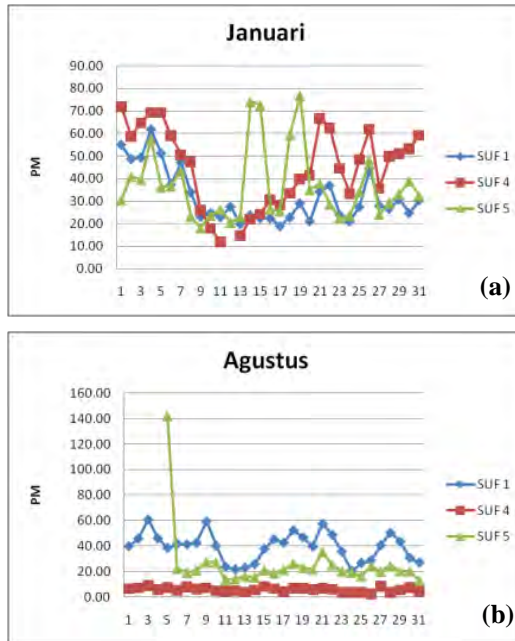 Januari
90.00
80.00
70.00
60.00
50.00
40.00
30.00
20.00
10.00
0.00
PM
1 3 5 7 9 11 13 15 17 19 21 23 25 27 29 31
SUF 1
SUF 4
SUF 5
(a)
Agustus
160.00
140.00
120.00
100.00
80.00
60.00
40.00
20.00
0.00
PM
1 3 5 7 9 11 13 15 17 19 21 23 25 27 29 31
SUF 1
SUF 4
SUF 5
(b)